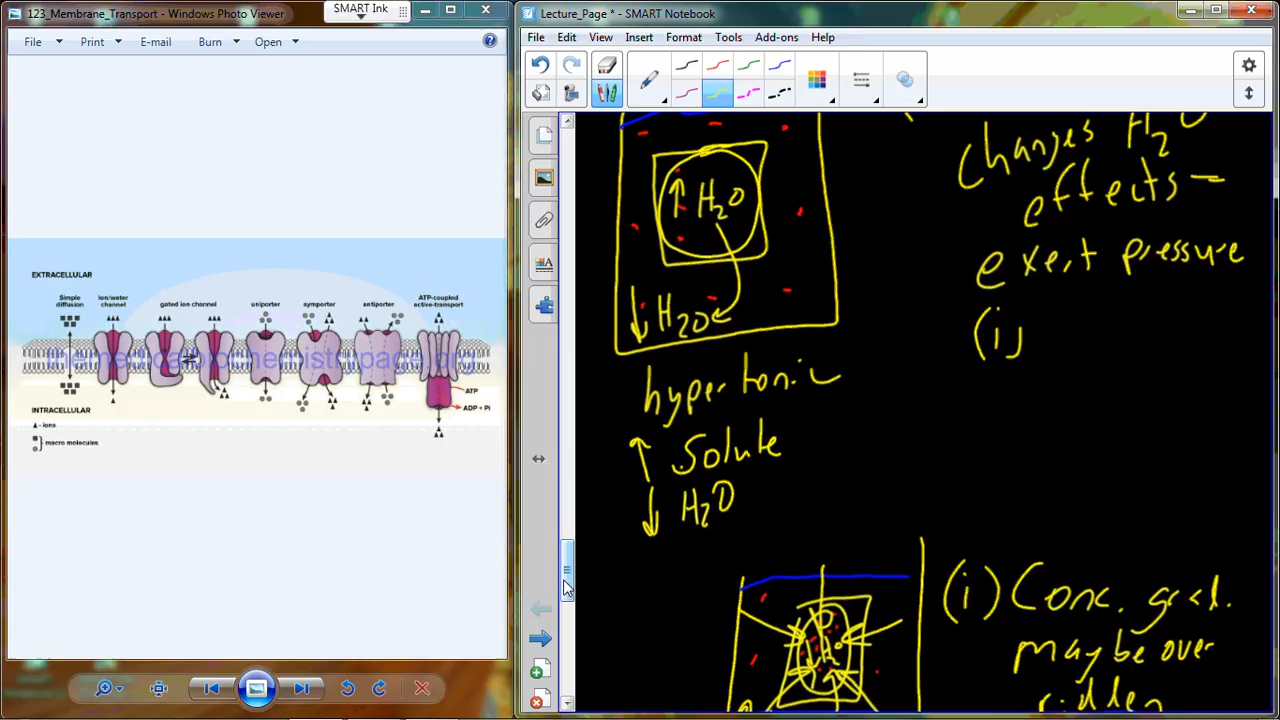 123_Membrane_Transport - Windows Photo Viewer
SMART Ink
File Print E-mail Burn Open
EXTRACELLULAR
Simple diffusion
ion/water channel
gated ion channel
uniporter
symporter
antiporter
ATP-coupled active-transport
themedicalbiochemistrypage.org
ATP
ADP + Pi
INTRACELLULAR
- ions
macro molecules
Lecture_Page * - SMART Notebook
File Edit View Insert Format Tools Add-ons Help
↑ H2O
↓ H2O
hypertonic
↑ Solute
↓ H2O
Changes H2O
effects –
exert pressure
(i)
(i) Conc. grad.
may be over
ridden